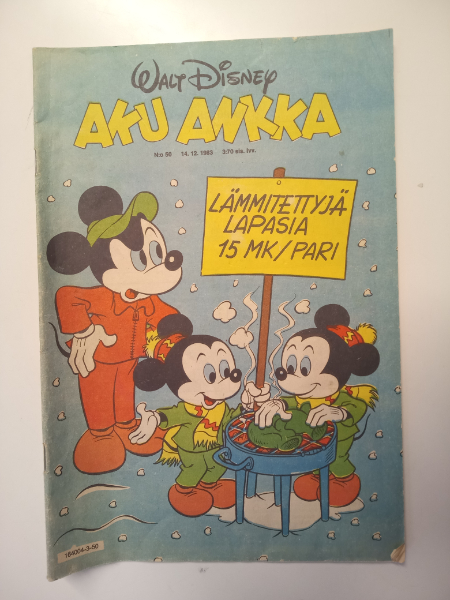 WALT DISNEY
AKU ANKKA
N:o 50 14. 12. 1983 3:70 sis. lvv.
LÄMMITETTYJÄ
LAPASIA
15 MK/PARI
164004-3-50